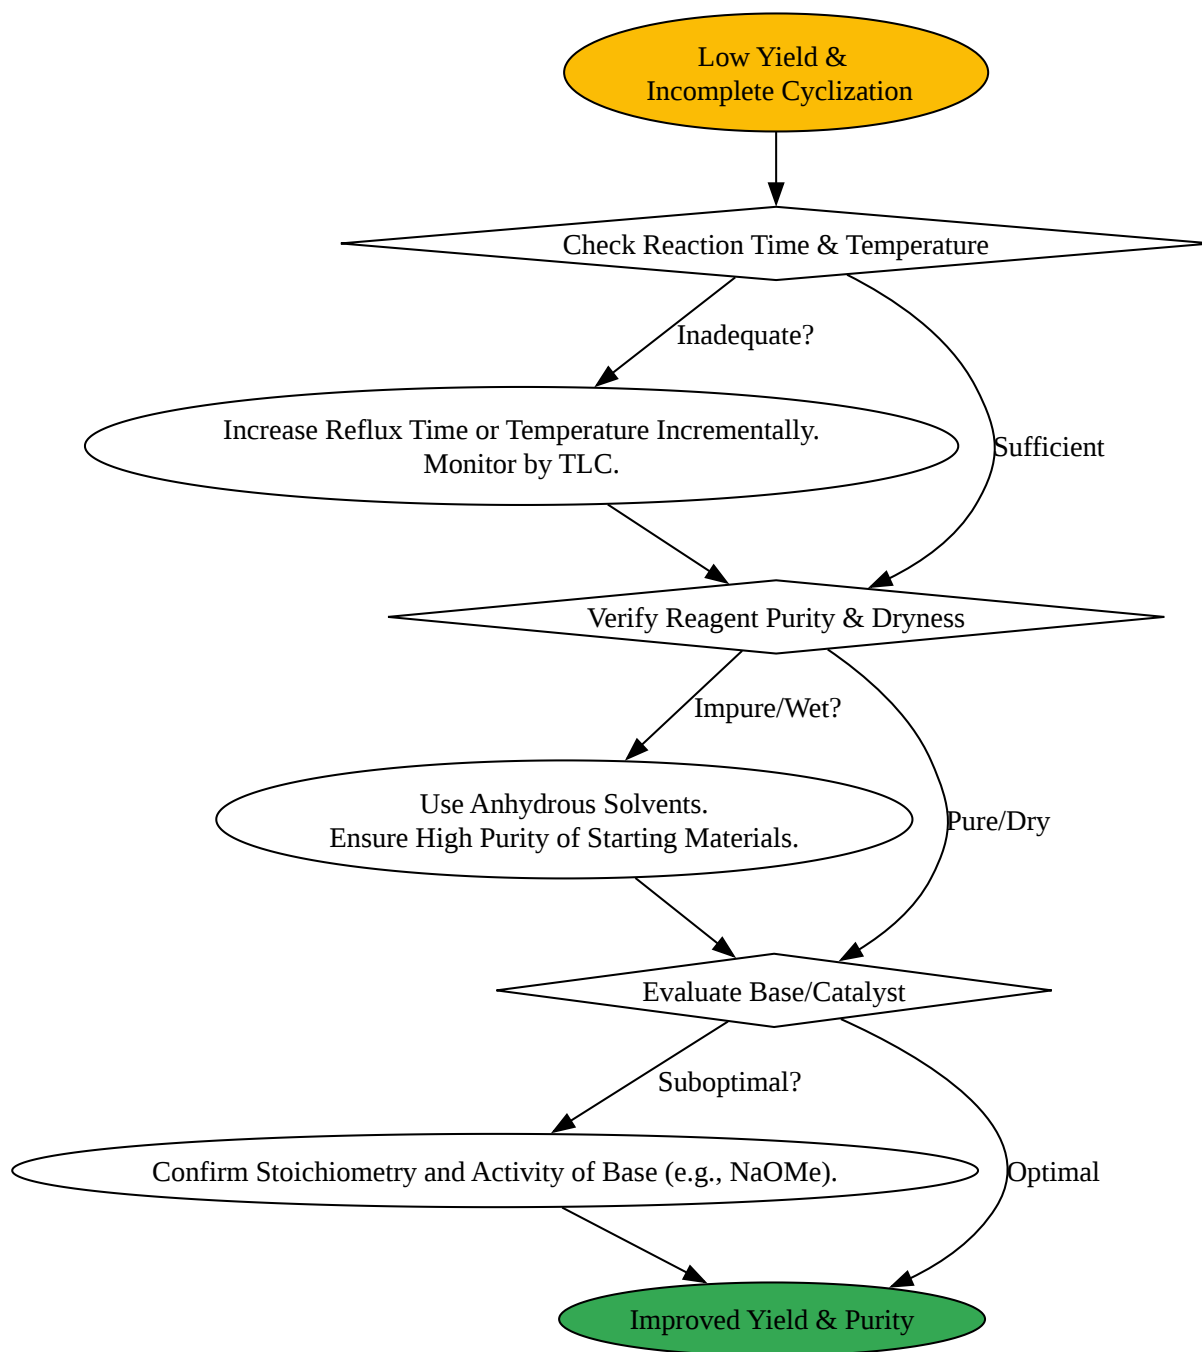 Low Yield &
Incomplete Cyclization
Check Reaction Time & Temperature
Inadequate?
Increase Reflux Time or Temperature Incrementally.
Monitor by TLC.
Sufficient
Verify Reagent Purity & Dryness
Impure/Wet?
Use Anhydrous Solvents.
Ensure High Purity of Starting Materials.
Pure/Dry
Evaluate Base/Catalyst
Suboptimal?
Confirm Stoichiometry and Activity of Base (e.g., NaOMe).
Optimal
Improved Yield & Purity